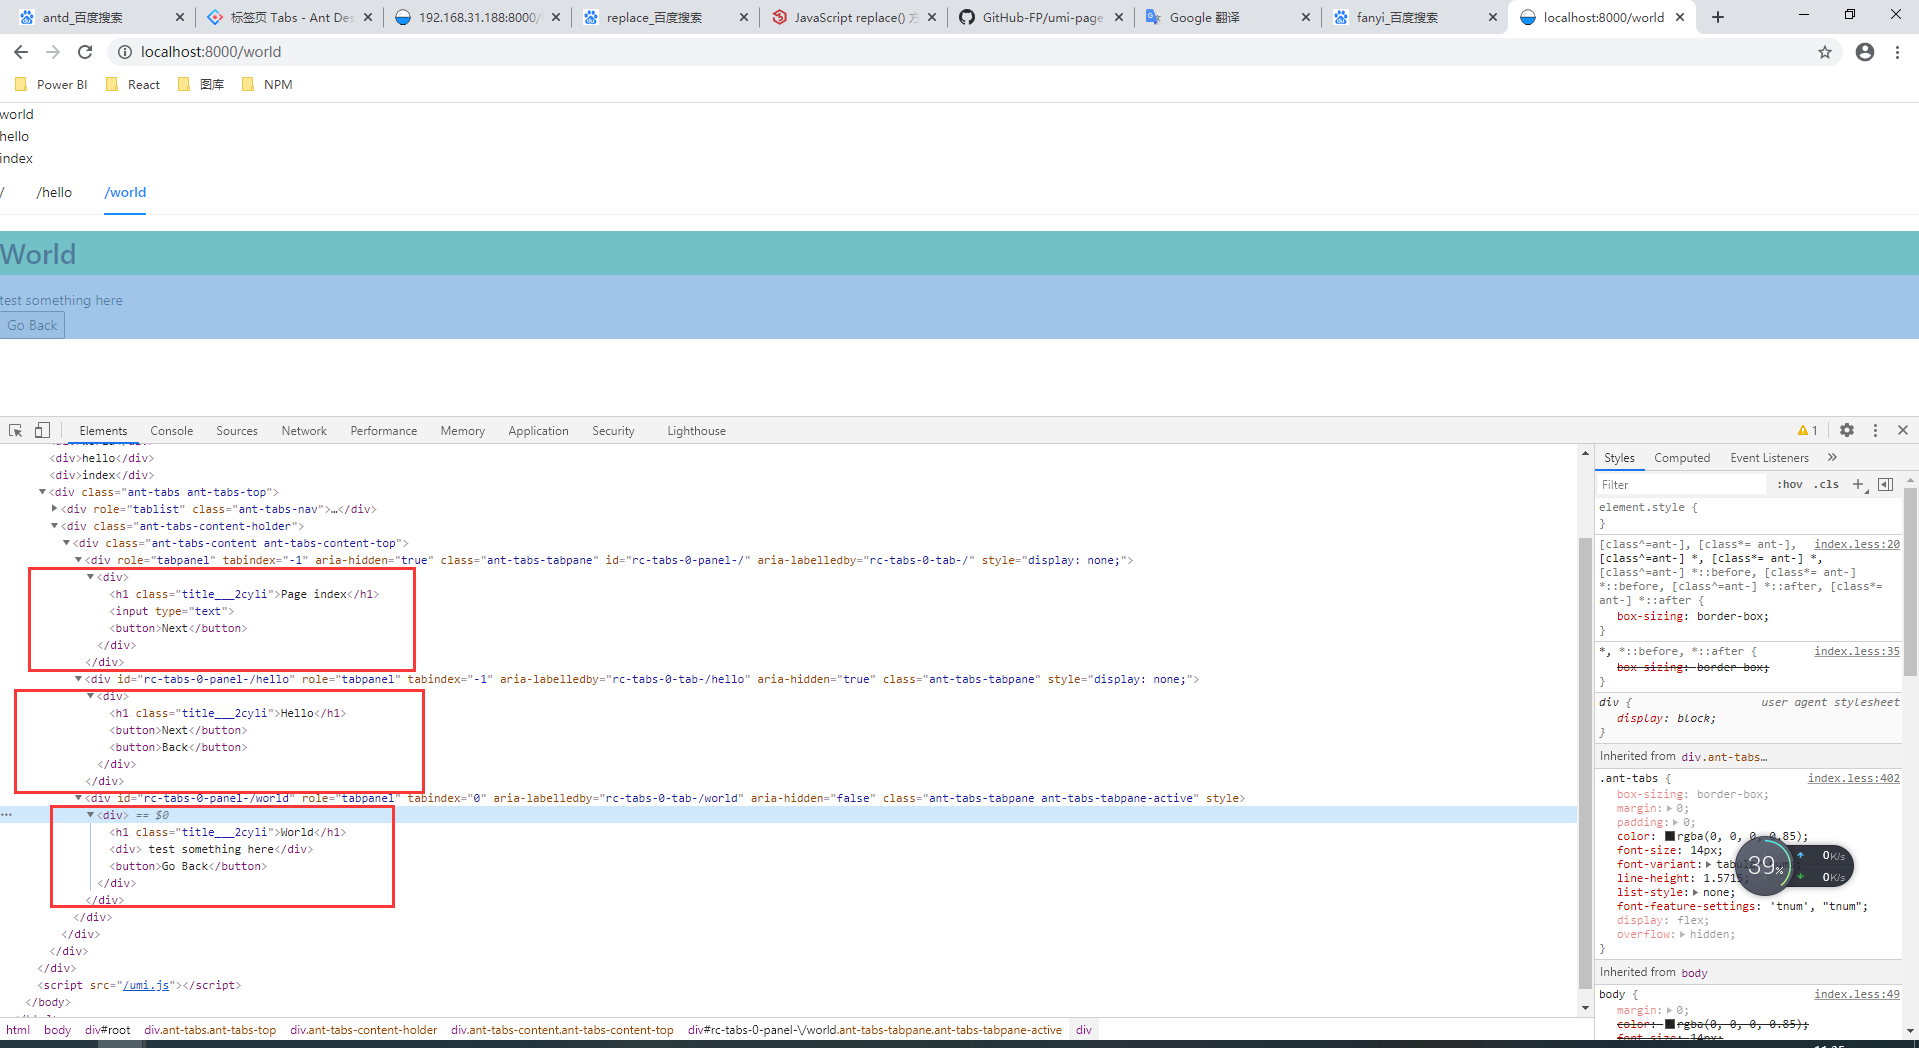 antd_百度搜索
标签页 Tabs - Ant Des
192.168.31.188:8000/
replace_百度搜索
JavaScript replace() 方
GitHub-FP/umi-page
Google 翻译
fanyi_百度搜索
localhost:8000/world
localhost:8000/world
Power BI React 图库 NPM
world
hello
index
/ /hello /world
World
test something here
Go Back
Elements Console Sources Network Performance Memory Application Security Lighthouse 1
<div>hello</div>
<div>index</div>
<div class="ant-tabs ant-tabs-top">
<div role="tablist" class="ant-tabs-nav">…</div>
<div class="ant-tabs-content-holder">
<div class="ant-tabs-content ant-tabs-content-top">
<div role="tabpanel" tabindex="-1" aria-hidden="true" class="ant-tabs-tabpane" id="rc-tabs-0-panel-/" aria-labelledby="rc-tabs-0-tab-/" style="display: none;">
<div>
<h1 class="title___2cyli">Page index</h1>
<input type="text">
<button>Next</button>
</div>
</div>
<div id="rc-tabs-0-panel-/hello" role="tabpanel" tabindex="-1" aria-labelledby="rc-tabs-0-tab-/hello" aria-hidden="true" class="ant-tabs-tabpane" style="display: none;">
<div>
<h1 class="title___2cyli">Hello</h1>
<button>Next</button>
<button>Back</button>
</div>
</div>
<div id="rc-tabs-0-panel-/world" role="tabpanel" tabindex="0" aria-labelledby="rc-tabs-0-tab-/world" aria-hidden="false" class="ant-tabs-tabpane ant-tabs-tabpane-active" style>
<div> == $0
<h1 class="title___2cyli">World</h1>
<div> test something here</div>
<button>Go Back</button>
</div>
</div>
</div>
</div>
</div>
</div>
<script src="/umi.js"></script>
</body>
html body div#root div.ant-tabs.ant-tabs-top div.ant-tabs-content-holder div.ant-tabs-content.ant-tabs-content-top div#rc-tabs-0-panel-\/world.ant-tabs-tabpane.ant-tabs-tabpane-active div
Styles Computed Event Listeners »
Filter :hov .cls +
element.style {
}
[class^=ant-], [class*= ant-], index.less:20
[class^=ant-] *, [class*= ant-] *,
[class^=ant-] *::before, [class*= ant-]
*::before, [class^=ant-] *::after, [class*=
ant-] *::after {
box-sizing: border-box;
}
*, *::before, *::after { index.less:35
box-sizing: border-box;
}
div { user agent stylesheet
display: block;
}
Inherited from div.ant-tabs…
.ant-tabs { index.less:402
box-sizing: border-box;
margin: 0;
padding: 0;
color: rgba(0, 0, 0, 0.85);
font-size: 14px;
font-variant:
line-height: 1.5715;
list-style: none;
font-feature-settings: 'tnum', "tnum";
display: flex;
overflow: hidden;
}
39% 0K/s
0K/s
Inherited from body
body { index.less:49
margin: 0;
color: rgba(0, 0, 0, 0.85);
font-size: 14px;